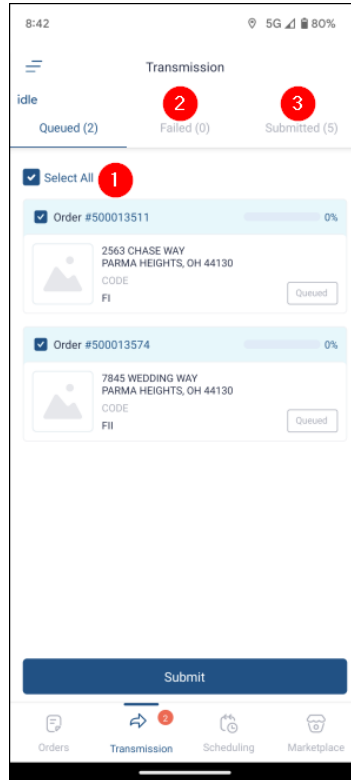 8:42 5G 80%
Transmission
idle
2 3
Queued (2) Failed (0) Submitted (5)
Select All 1
Order #500013511 0%
2563 CHASE WAY
PARMA HEIGHTS, OH 44130
CODE
FI Queued
Order #500013574 0%
7845 WEDDING WAY
PARMA HEIGHTS, OH 44130
CODE
FII Queued
Submit
2
Orders Transmission Scheduling Marketplace